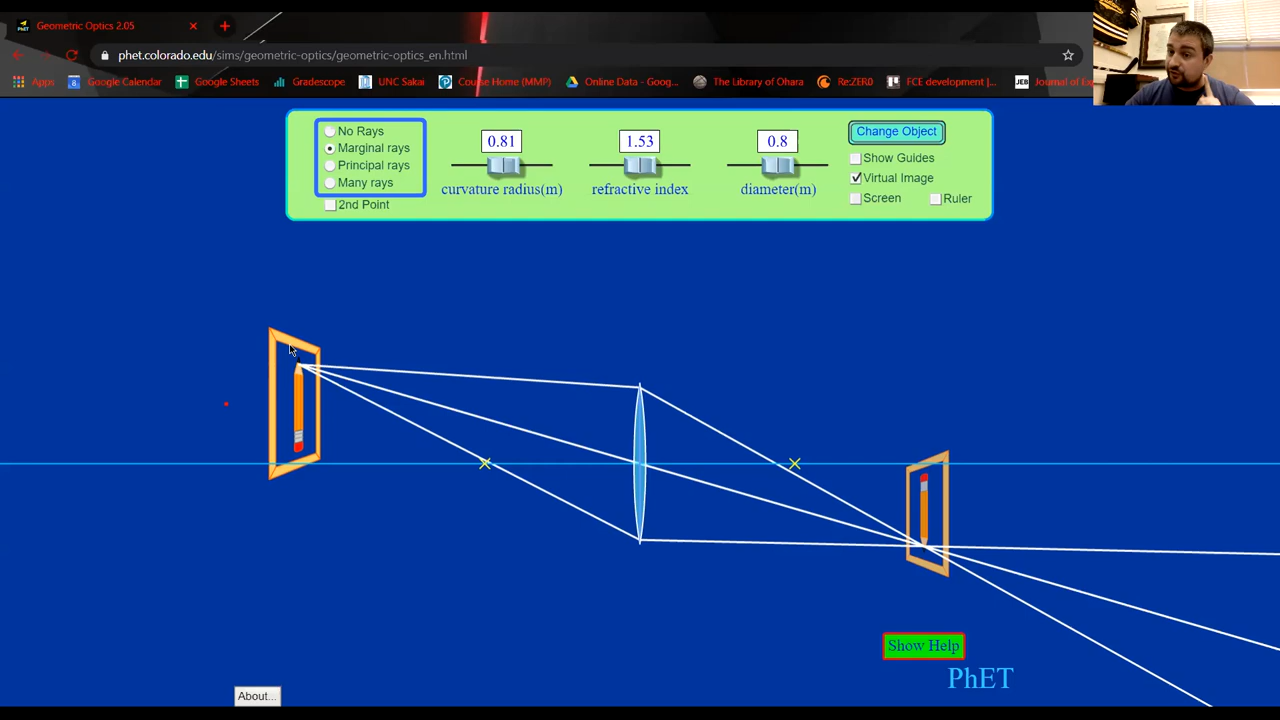 Geometric Optics 2.05
phet.colorado.edu/sims/geometric-optics/geometric-optics_en.html
Apps Google Calendar Google Sheets Gradescope UNC Sakai Course Home (MMP) Online Data - Goog... The Library of Ohara Re:ZERO FCE development |... Journal of Ex
No Rays
Marginal rays
Principal rays
Many rays
2nd Point
0.81
curvature radius(m)
1.53
refractive index
0.8
diameter(m)
Change Object
Show Guides
Virtual Image
Screen Ruler
Show Help
PhET
About...